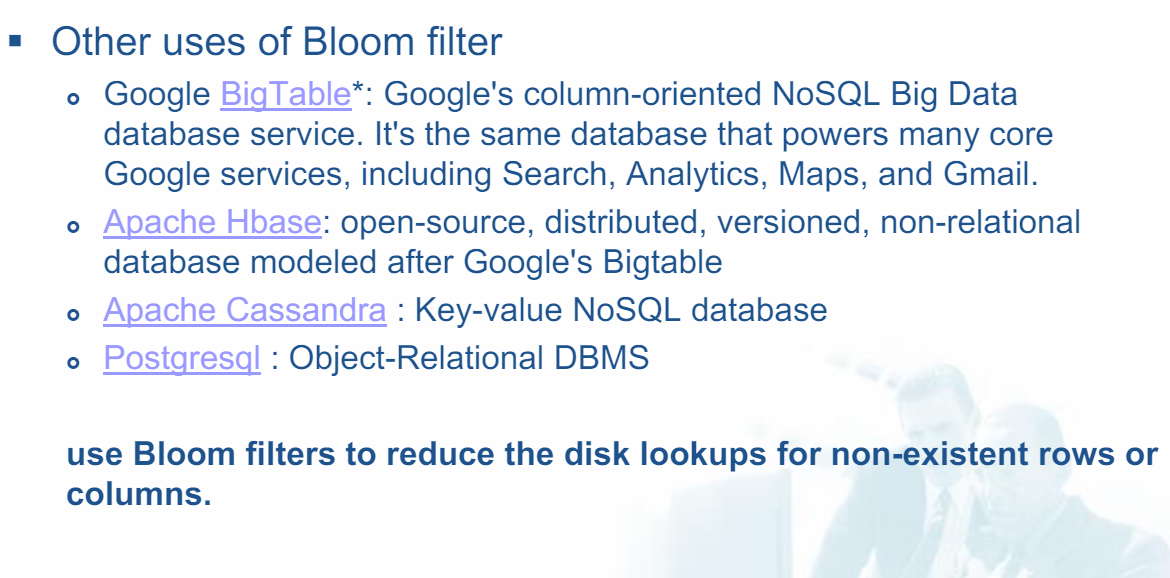 ▪ Other uses of Bloom filter
o Google BigTable*: Google's column-oriented NoSQL Big Data
database service. It's the same database that powers many core
Google services, including Search, Analytics, Maps, and Gmail.
o Apache Hbase: open-source, distributed, versioned, non-relational
database modeled after Google's Bigtable
o Apache Cassandra : Key-value NoSQL database
o Postgresql : Object-Relational DBMS
use Bloom filters to reduce the disk lookups for non-existent rows or
columns.